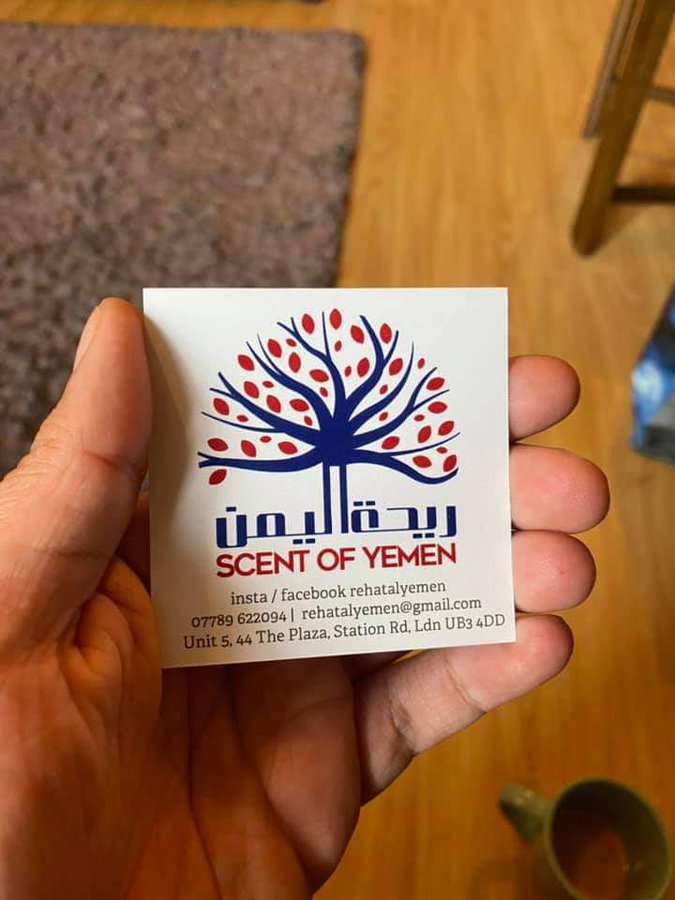 ريحة اليمن
SCENT OF YEMEN
insta / facebook rehatalyemen
07789 622094 | rehatalyemen@gmail.com
Unit 5, 44 The Plaza, Station Rd, Ldn UB3 4DD